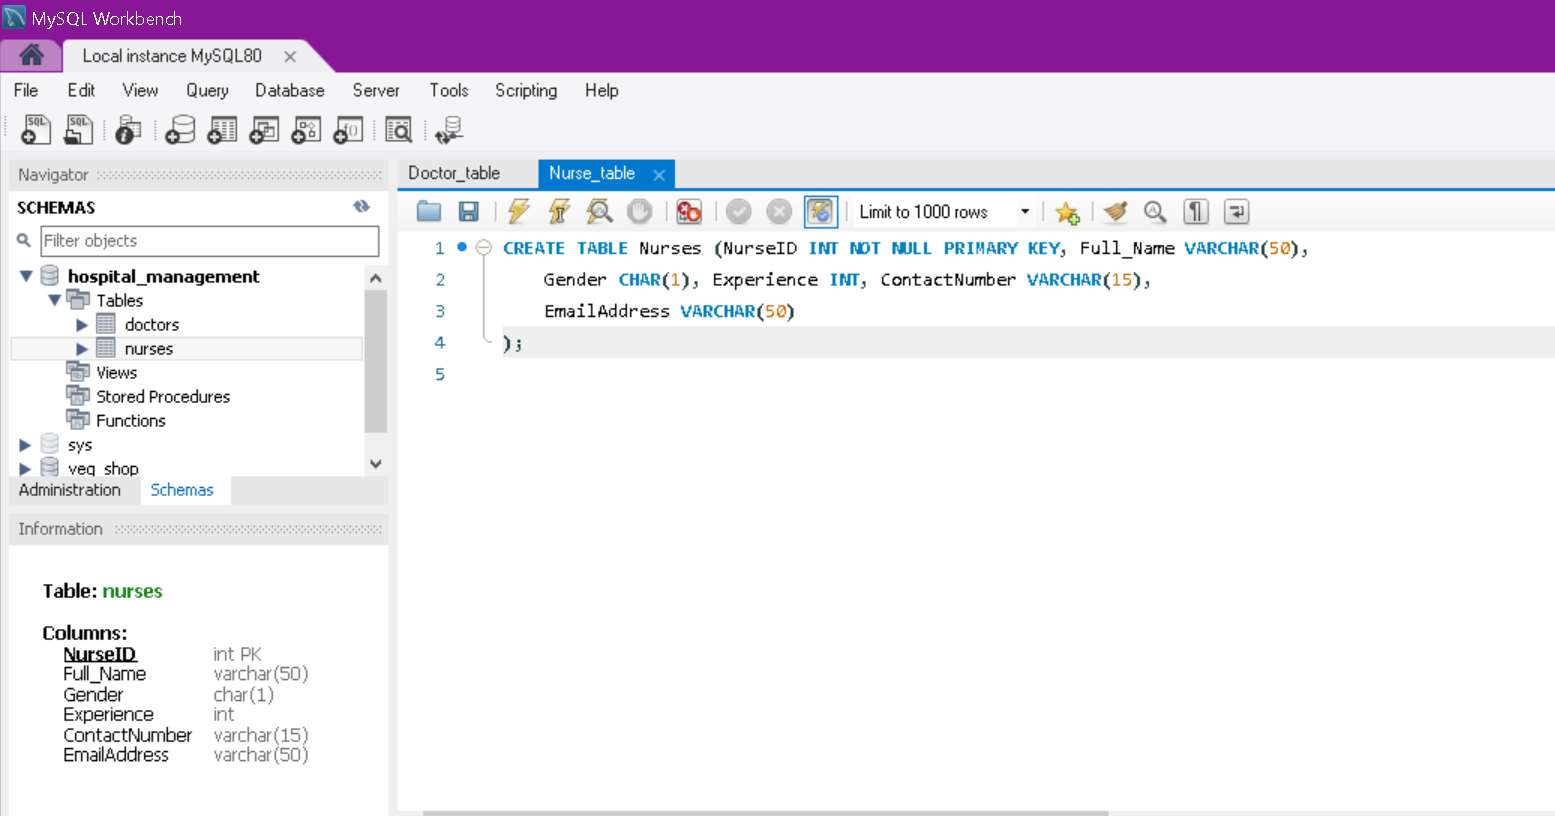 MySQL Workbench
Local instance MySQL80
File Edit View Query Database Server Tools Scripting Help
SQL SQL
Navigator
SCHEMAS
Filter objects
hospital_management
Tables
doctors
nurses
Views
Stored Procedures
Functions
sys
veg_shop
Administration Schemas
Information
Table: nurses
Columns:
NurseID int PK
Full_Name varchar(50)
Gender char(1)
Experience int
ContactNumber varchar(15)
EmailAddress varchar(50)
Doctor_table Nurse_table
Limit to 1000 rows
1 CREATE TABLE Nurses (NurseID INT NOT NULL PRIMARY KEY, Full_Name VARCHAR(50),
2 Gender CHAR(1), Experience INT, ContactNumber VARCHAR(15),
3 EmailAddress VARCHAR(50)
4 );
5